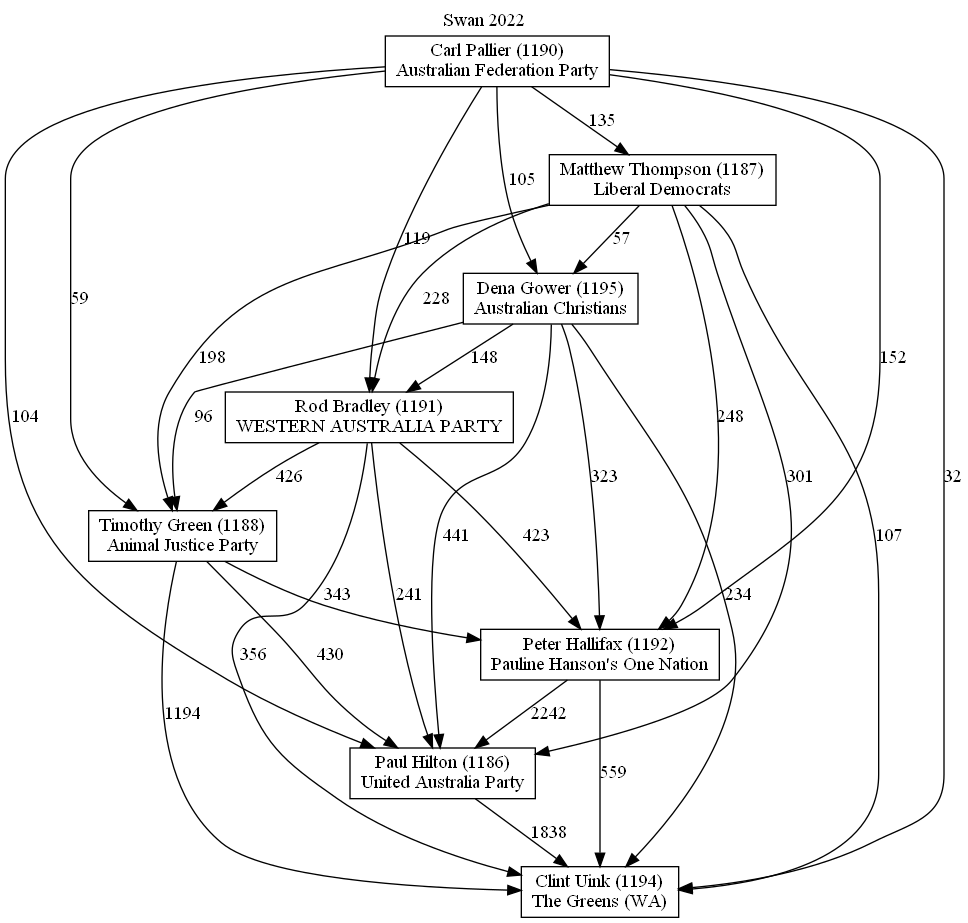 Swan 2022
Carl Pallier (1190)
Australian Federation Party
135
Matthew Thompson (1187)
Liberal Democrats
105
119
57
Dena Gower (1195)
Australian Christians
59
228
198
148
152
Rod Bradley (1191)
WESTERN AUSTRALIA PARTY
104
96
248
426
323
301
32
Timothy Green (1188)
Animal Justice Party
441
423
107
343
241
234
Peter Hallifax (1192)
Pauline Hanson's One Nation
356
430
1194
2242
Paul Hilton (1186)
United Australia Party
559
1838
Clint Uink (1194)
The Greens (WA)